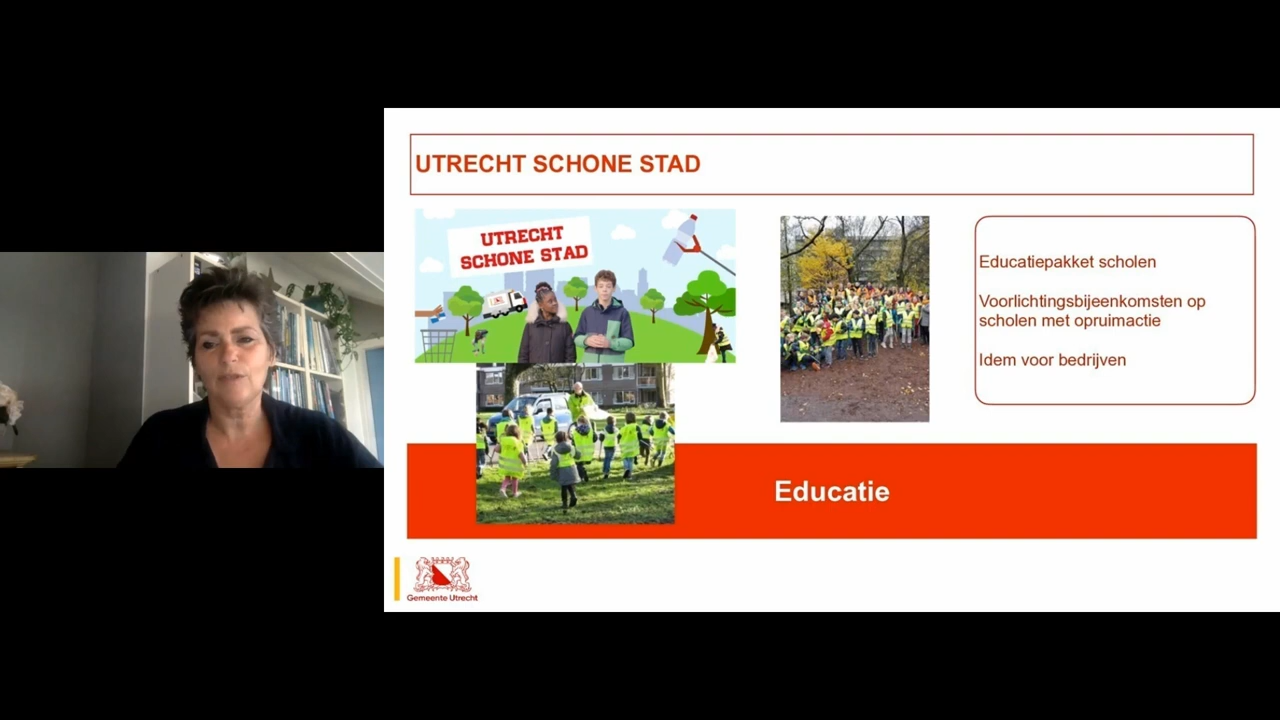 UTRECHT SCHONE STAD
UTRECHT
SCHONE STAD
Educatiepakket scholen
Voorlichtingsbijeenkomsten op
scholen met opruimactie
Idem voor bedrijven
Educatie
Gemeente Utrecht